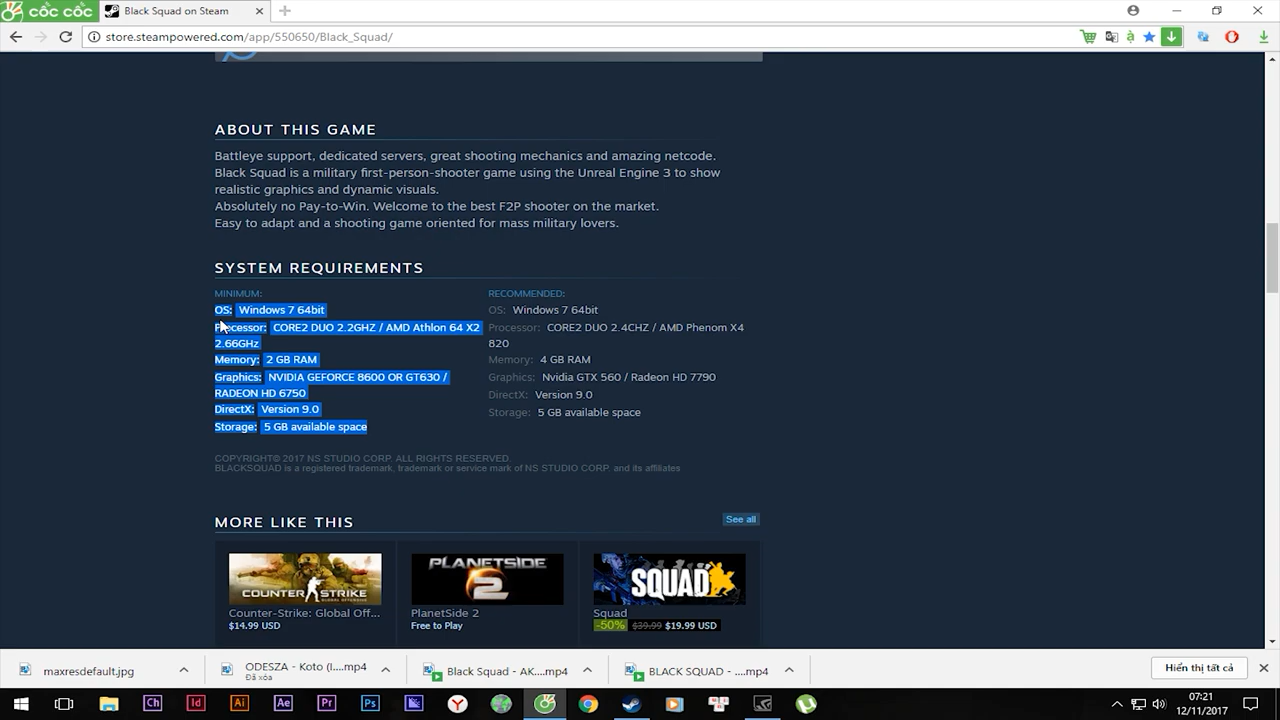 cốc cốc
Black Squad on Steam
store.steampowered.com/app/550650/Black_Squad/
ABOUT THIS GAME
Battleye support, dedicated servers, great shooting mechanics and amazing netcode.
Black Squad is a military first-person-shooter game using the Unreal Engine 3 to show
realistic graphics and dynamic visuals.
Absolutely no Pay-to-Win. Welcome to the best F2P shooter on the market.
Easy to adapt and a shooting game oriented for mass military lovers.
SYSTEM REQUIREMENTS
MINIMUM:
OS: Windows 7 64bit
Processor: CORE2 DUO 2.2GHZ / AMD Athlon 64 X2
2.66GHz
Memory: 2 GB RAM
Graphics: NVIDIA GEFORCE 8600 OR GT630 /
RADEON HD 6750
DirectX: Version 9.0
Storage: 5 GB available space
RECOMMENDED:
OS: Windows 7 64bit
Processor: CORE2 DUO 2.4CHZ / AMD Phenom X4
820
Memory: 4 GB RAM
Graphics: Nvidia GTX 560 / Radeon HD 7790
DirectX: Version 9.0
Storage: 5 GB available space
COPYRIGHT© 2017 NS STUDIO CORP. ALL RIGHTS RESERVED.
BLACKSQUAD is a registered trademark, trademark or service mark of NS STUDIO CORP. and its affiliates
MORE LIKE THIS
See all
COUNTER STRIKE
Counter-Strike: Global Off...
$14.99 USD
PLANETSIDE
2
PlanetSide 2
Free to Play
SQUAD
Squad
-50% $39.99 $19.99 USD
maxresdefault.jpg
ODESZA - Koto (I....mp4
Đã xóa
Black Squad - AK....mp4
BLACK SQUAD - ....mp4
Hiển thị tất cả
Ch
Id
Ai
Ae
Pr
Ps
07:21
12/11/2017